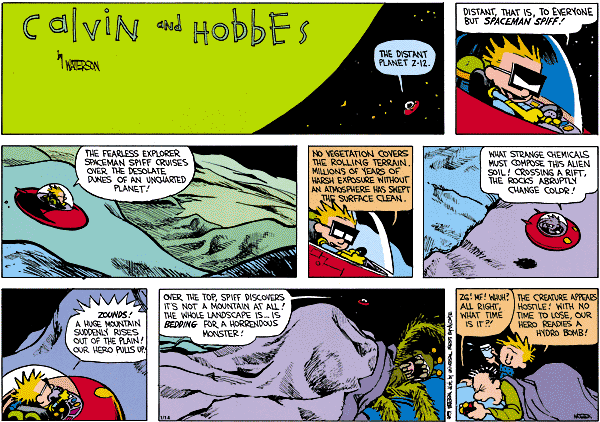 Calvin and HobbEs
by
WATERSON
THE DISTANT
PLANET Z-12.
DISTANT, THAT IS, TO EVERYONE
BUT SPACEMAN SPIFF!
THE FEARLESS EXPLORER
SPACEMAN SPIFF CRUISES
OVER THE DESOLATE
DUNES OF AN UNCHARTED
PLANET!
NO VEGETATION COVERS
THE ROLLING TERRAIN.
MILLIONS OF YEARS OF
HARSH EXPOSURE WITHOUT
AN ATMOSPHERE HAS SWEPT
THE SURFACE CLEAN.
WHAT STRANGE CHEMICALS
MUST COMPOSE THIS ALIEN
SOIL! CROSSING A RIFT,
THE ROCKS ABRUPTLY
CHANGE COLOR!
ZOUNDS!
A HUGE MOUNTAIN
SUDDENLY RISES
OUT OF THE PLAIN!
OUR HERO PULLS UP!
OVER THE TOP, SPIFF DISCOVERS
IT'S NOT A MOUNTAIN AT ALL!
THE WHOLE LANDSCAPE IS... IS
BEDDING FOR A HORRENDOUS
MONSTER!
1/14
ZG! MF! WHUH?
ALL RIGHT,
WHAT TIME
IS IT?!
THE CREATURE APPEARS
HOSTILE! WITH NO
TIME TO LOSE, OUR
HERO READIES A
HYDRO BOMB!